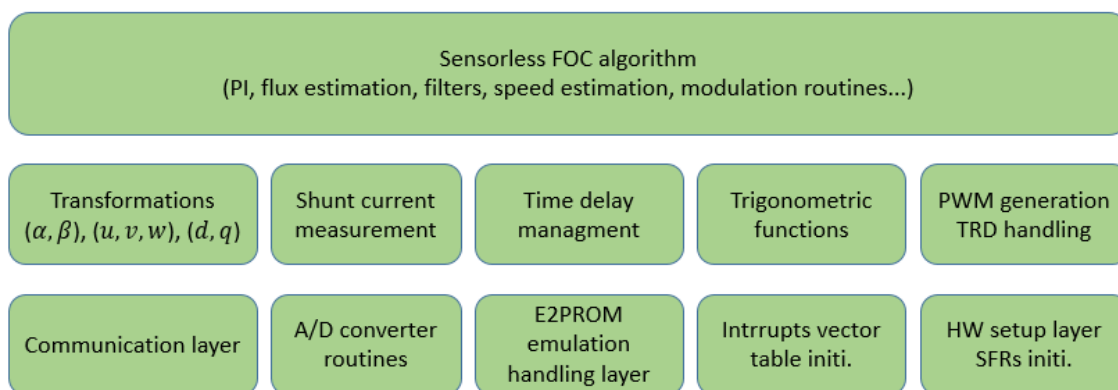 Sensorless FOC algorithm
(PI, flux estimation, filters, speed estimation, modulation routines...)
Transformations
(α, β), (u, v, w), (d, q)
Shunt current
measurement
Time delay
managment
Trigonometric
functions
PWM generation
TRD handling
Communication layer
A/D converter
routines
E2PROM
emulation
handling layer
Intrrupts vector
table initi.
HW setup layer
SFRs initi.